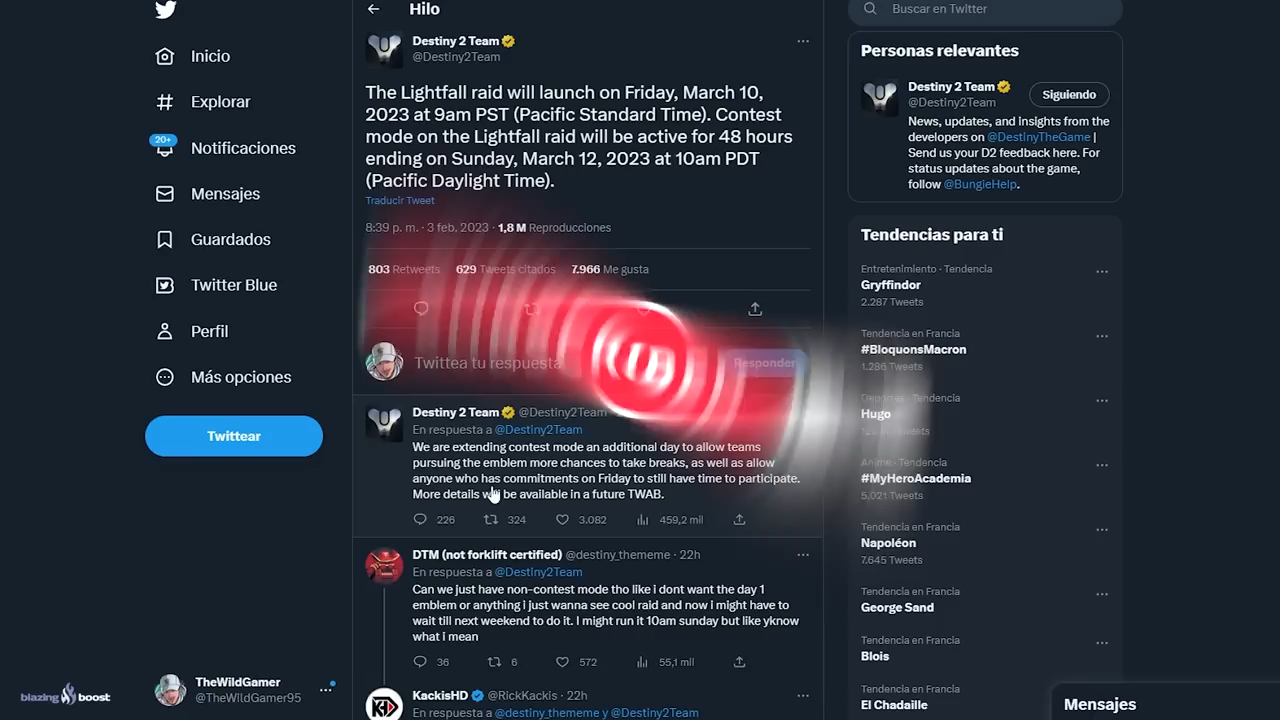 Hilo
Buscar en Twitter
Inicio
Explorar
20+
Notificaciones
Mensajes
Guardados
Twitter Blue
Perfil
Más opciones
Twittear
TheWildGamer
@TheWildGamer95
blazing boost
Destiny 2 Team
@Destiny2Team
The Lightfall raid will launch on Friday, March 10,
2023 at 9am PST (Pacific Standard Time). Contest
mode on the Lightfall raid will be active for 48 hours
ending on Sunday, March 12, 2023 at 10am PDT
(Pacific Daylight Time).
Traducir Tweet
8:39 p. m. · 3 feb. 2023 · 1,8 M Reproducciones
803 Retweets 629 Tweets citados 7.966 Me gusta
Twittea tu respuesta
Responder
Destiny 2 Team @Destiny2Team
En respuesta a @Destiny2Team
We are extending contest mode an additional day to allow teams
pursuing the emblem more chances to take breaks, as well as allow
anyone who has commitments on Friday to still have time to participate.
More details will be available in a future TWAB.
226 324 3.082 459,2 mil
DTM (not forklift certified) @destiny_thememe · 22h
En respuesta a @Destiny2Team
Can we just have non-contest mode tho like i dont want the day 1
emblem or anything i just wanna see cool raid and now i might have to
wait till next weekend to do it. I might run it 10am sunday but like yknow
what i mean
36 6 572 55,1 mil
KackisHD @RickKackis · 22h
En respuesta a @destiny_thememe y @Destiny2Team
Personas relevantes
Destiny 2 Team
@Destiny2Team
Siguiendo
News, updates, and insights from the
developers on @DestinyTheGame |
Send us your D2 feedback here. For
status updates about the game,
follow @BungieHelp.
Tendencias para ti
Entretenimiento · Tendencia
Gryffindor
2.287 Tweets
Tendencia en Francia
#BloquonsMacron
1.286 Tweets
Deportes · Tendencia
Hugo
Tweets
Anime · Tendencia
#MyHeroAcademia
5.021 Tweets
Tendencia en Francia
Napoléon
7.645 Tweets
Tendencia en Francia
George Sand
Tendencia en Francia
Blois
Tendencia en Francia
El Chadaille
Mensajes